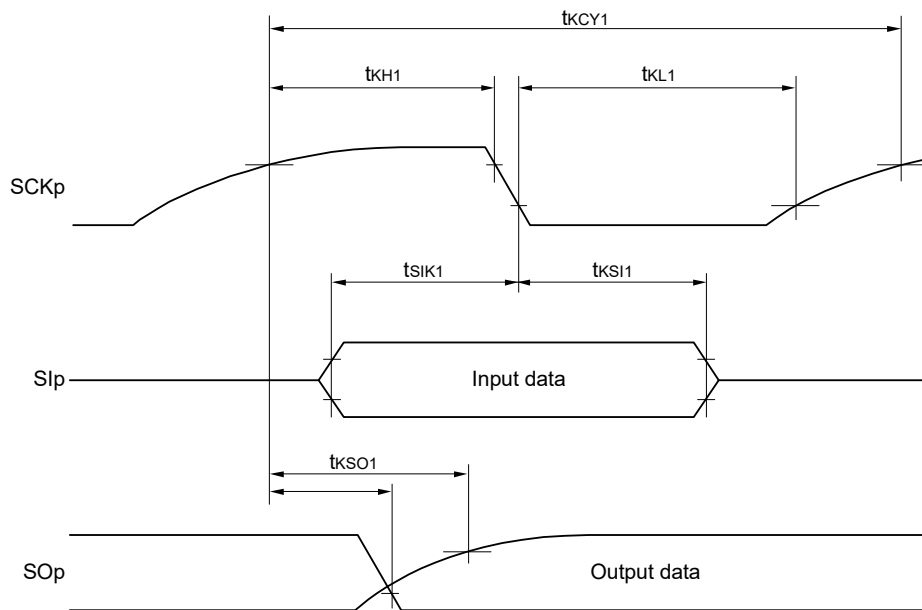 tKCY1
tKH1
tKL1
SCKp
tSIK1
tKSI1
SIp
Input data
tKSO1
SOp
Output data